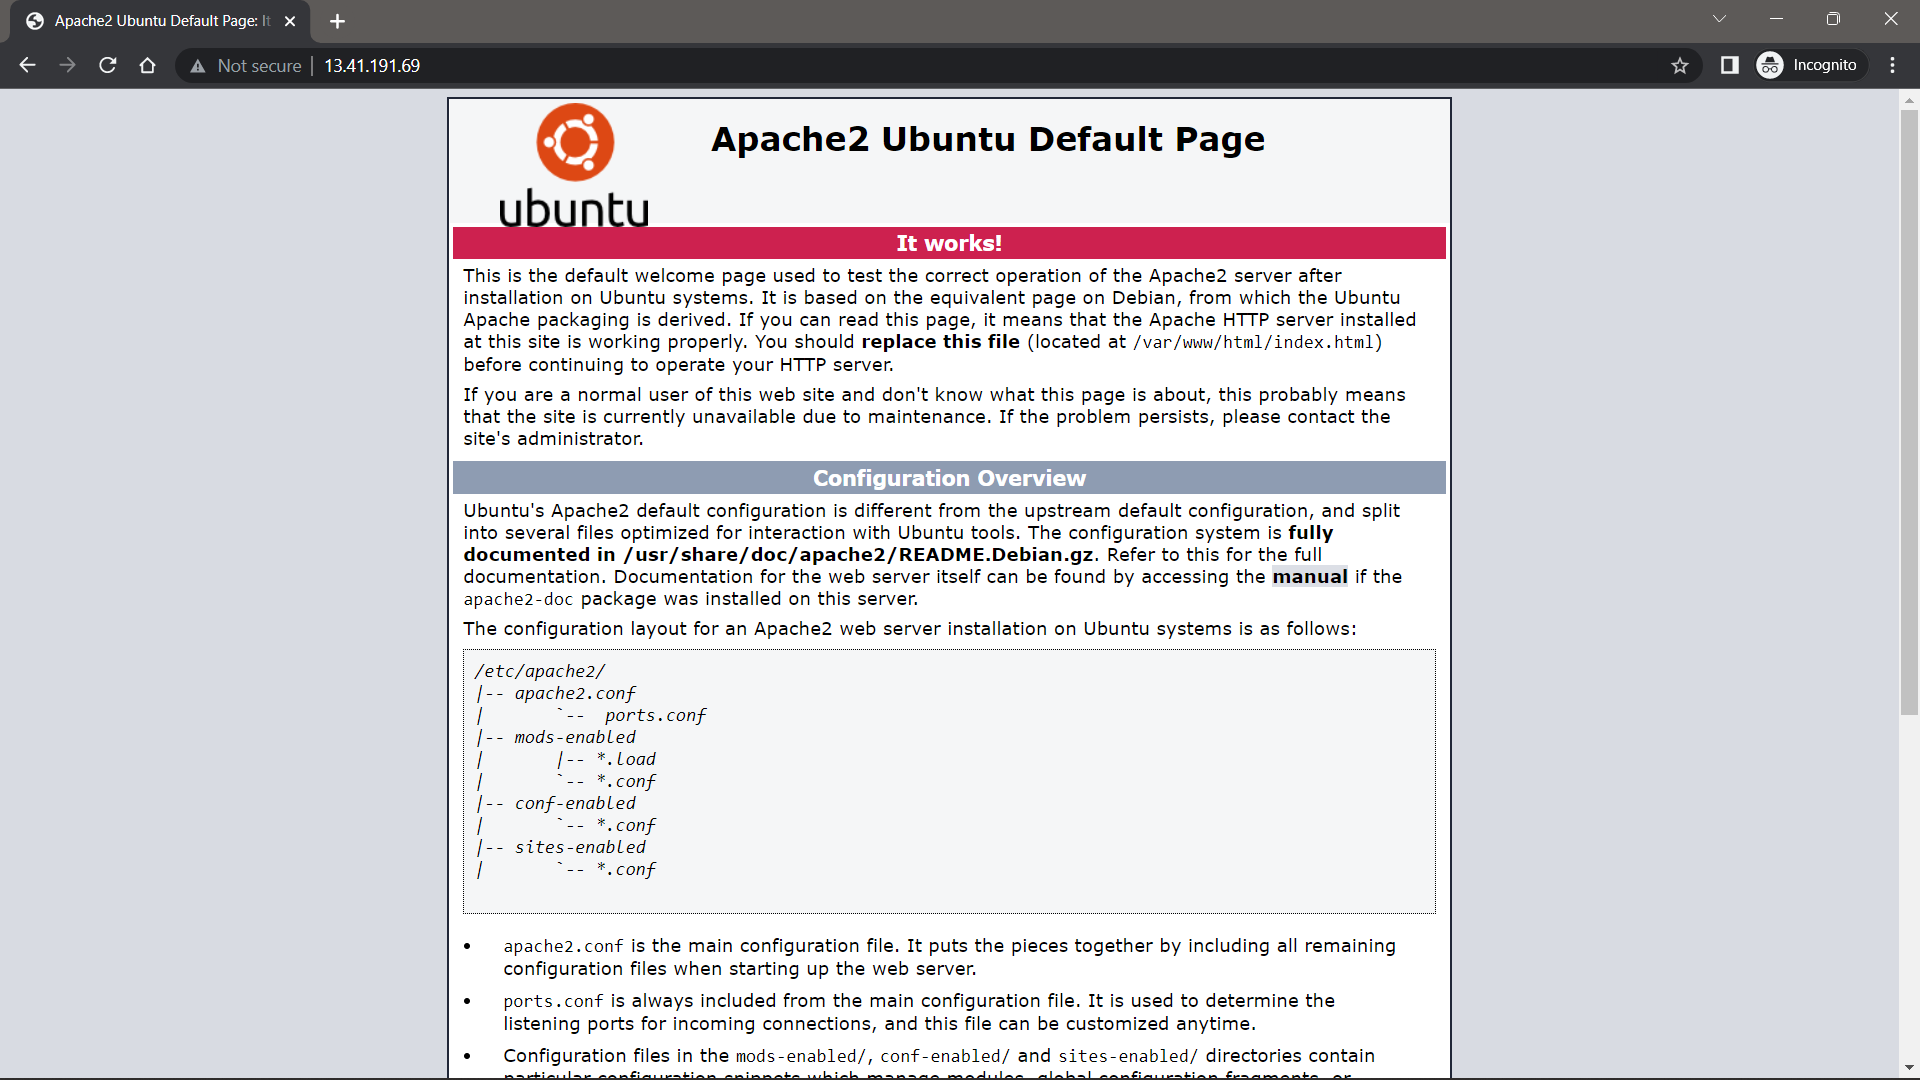 Apache2 Ubuntu Default Page: It
Not secure
13.41.191.69
Incognito
ubuntu
Apache2 Ubuntu Default Page
It works!
This is the default welcome page used to test the correct operation of the Apache2 server after
installation on Ubuntu systems. It is based on the equivalent page on Debian, from which the Ubuntu
Apache packaging is derived. If you can read this page, it means that the Apache HTTP server installed
at this site is working properly. You should replace this file (located at /var/www/html/index.html)
before continuing to operate your HTTP server.
If you are a normal user of this web site and don't know what this page is about, this probably means
that the site is currently unavailable due to maintenance. If the problem persists, please contact the
site's administrator.
Configuration Overview
Ubuntu's Apache2 default configuration is different from the upstream default configuration, and split
into several files optimized for interaction with Ubuntu tools. The configuration system is fully
documented in /usr/share/doc/apache2/README.Debian.gz. Refer to this for the full
documentation. Documentation for the web server itself can be found by accessing the manual if the
apache2-doc package was installed on this server.
The configuration layout for an Apache2 web server installation on Ubuntu systems is as follows:
/etc/apache2/
|-- apache2.conf
|       `--  ports.conf
|-- mods-enabled
|       |-- *.load
|       `-- *.conf
|-- conf-enabled
|       `-- *.conf
|-- sites-enabled
|       `-- *.conf
• apache2.conf is the main configuration file. It puts the pieces together by including all remaining
configuration files when starting up the web server.
• ports.conf is always included from the main configuration file. It is used to determine the
listening ports for incoming connections, and this file can be customized anytime.
• Configuration files in the mods-enabled/, conf-enabled/ and sites-enabled/ directories contain
particular configuration snippets which manage modules, global configuration fragments, or